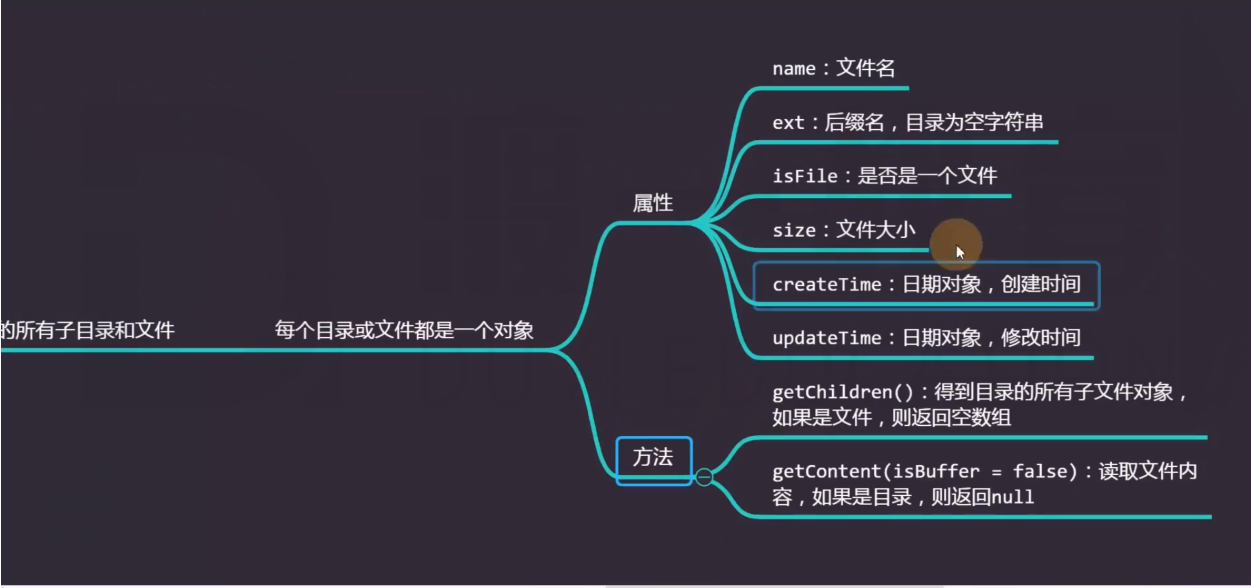 name：文件名
ext：后缀名，目录为空字符串
isFile：是否是一个文件
属性
size：文件大小
createTime：日期对象，创建时间
的所有子目录和文件
每个目录或文件都是一个对象
updateTime：日期对象，修改时间
getChildren()：得到目录的所有子文件对象，
如果是文件，则返回空数组
方法
getContent(isBuffer = false)：读取文件内
容，如果是目录，则返回null